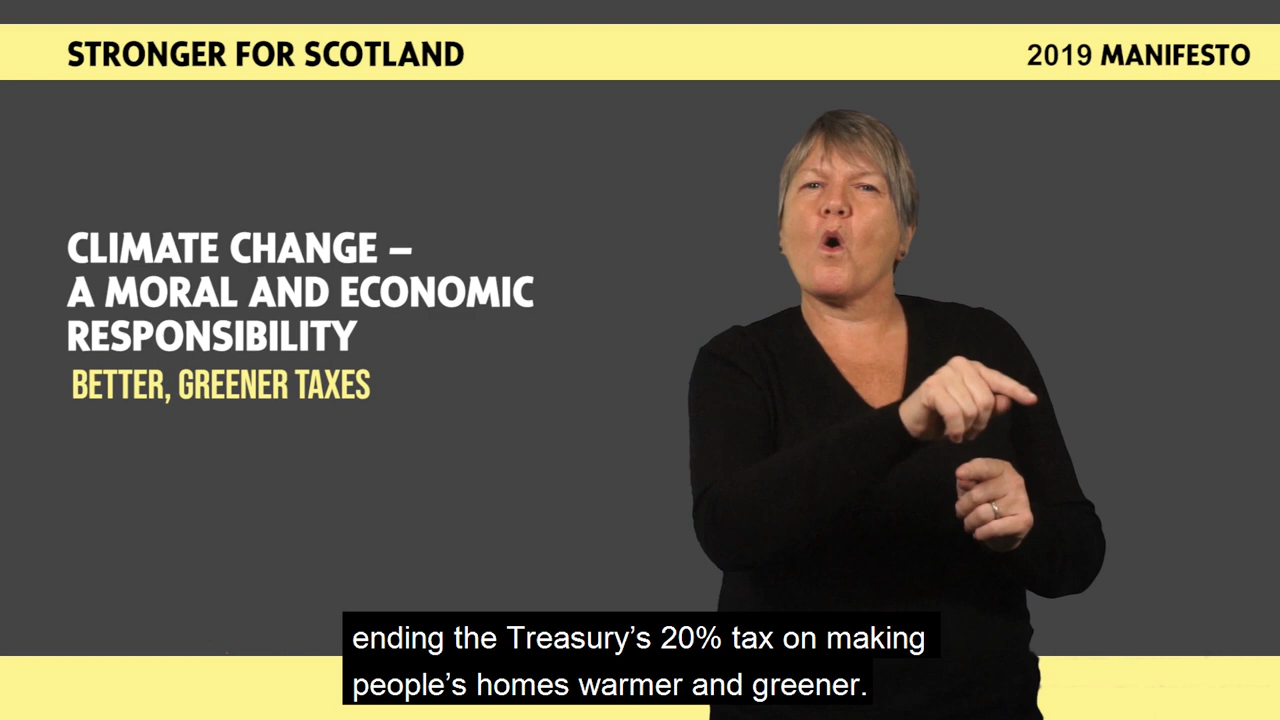 STRONGER FOR SCOTLAND
2019 MANIFESTO
CLIMATE CHANGE –
A MORAL AND ECONOMIC
RESPONSIBILITY
BETTER, GREENER TAXES
ending the Treasury’s 20% tax on making
people’s homes warmer and greener.